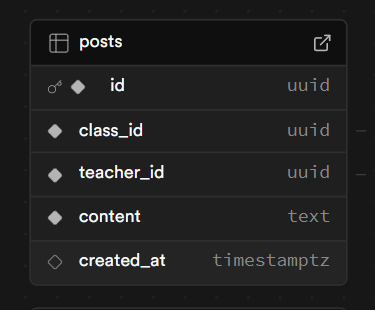 posts
id uuid
class_id uuid
teacher_id uuid
content text
created_at timestamptz